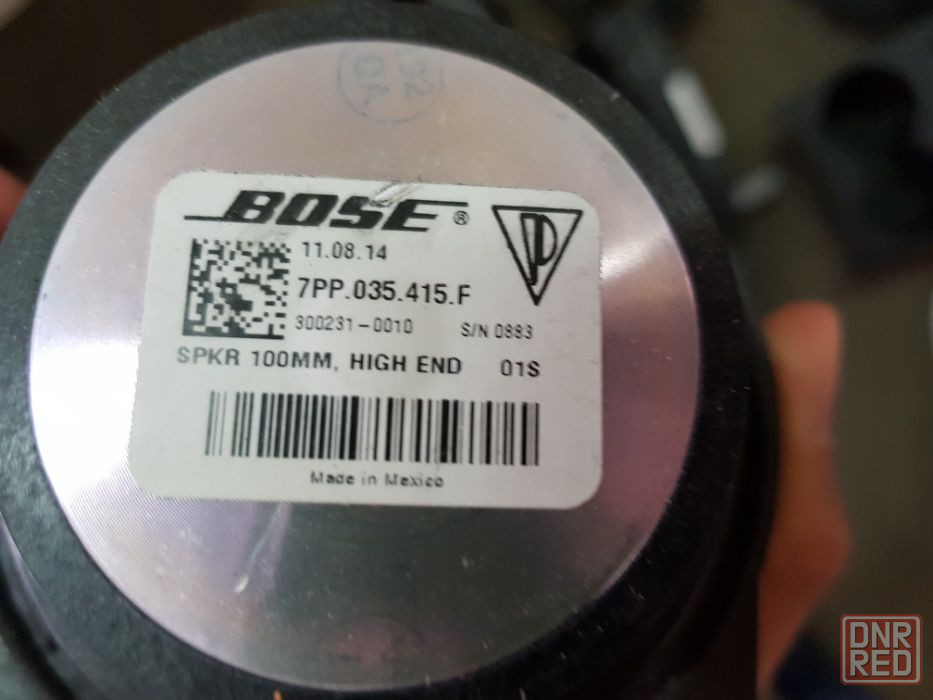 BOSE®
11.08.14
7PP.035.415.F
300231-0010 S/N 0883
SPKR 100MM, HIGH END 01S
Made in Mexico
DNR
RED